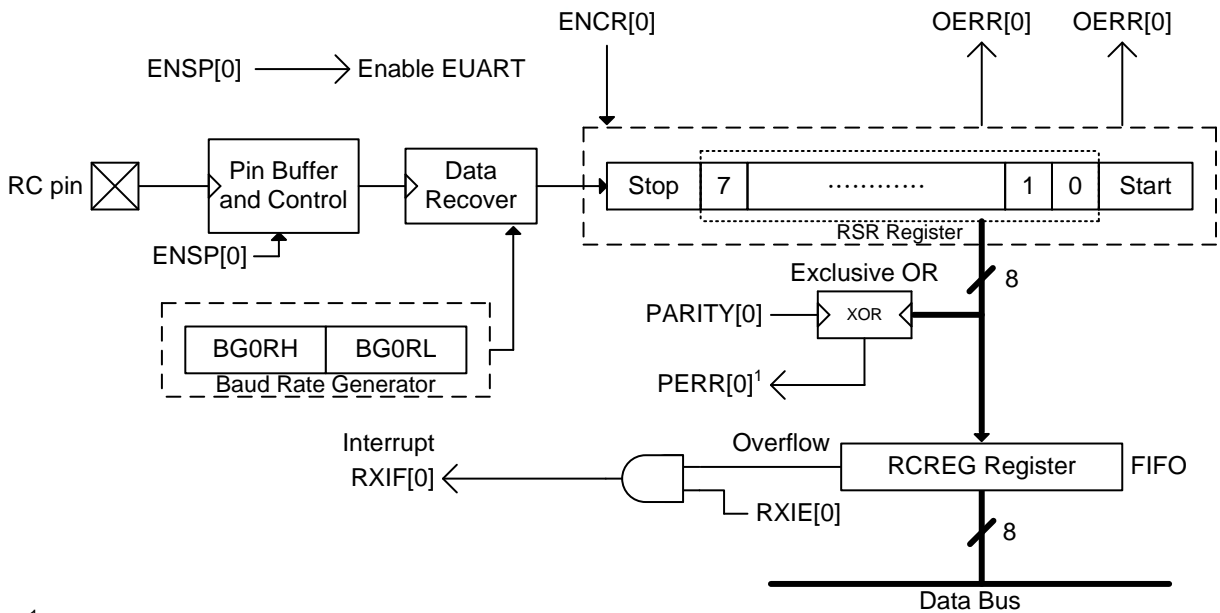 ENCR[0]
OERR[0]
OERR[0]
ENSP[0]
Enable EUART
RC pin
Pin Buffer
and Control
Data
Recover
Stop
7
............
1
0
Start
RSR Register
ENSP[0]
Exclusive OR
8
PARITY[0]
XOR
BG0RH
BG0RL
Baud Rate Generator
PERR[0]1
Interrupt
RXIF[0]
Overflow
RCREG Register
FIFO
RXIE[0]
8
Data Bus
1